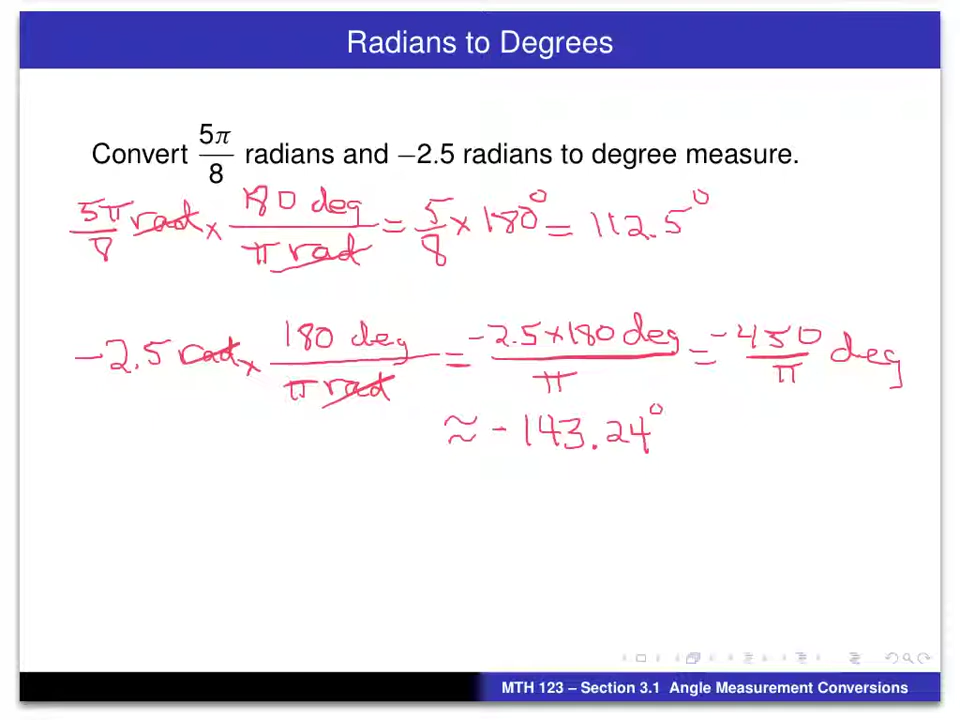 Radians to Degrees
Convert 5π/8 radians and −2.5 radians to degree measure.
5π/8 rad × 180 deg/π rad = 5/8 × 180° = 112.5°
−2.5 rad × 180 deg/π rad = −2.5×180 deg/π = −450/π deg
≈ −143.24°
MTH 123 – Section 3.1 Angle Measurement Conversions